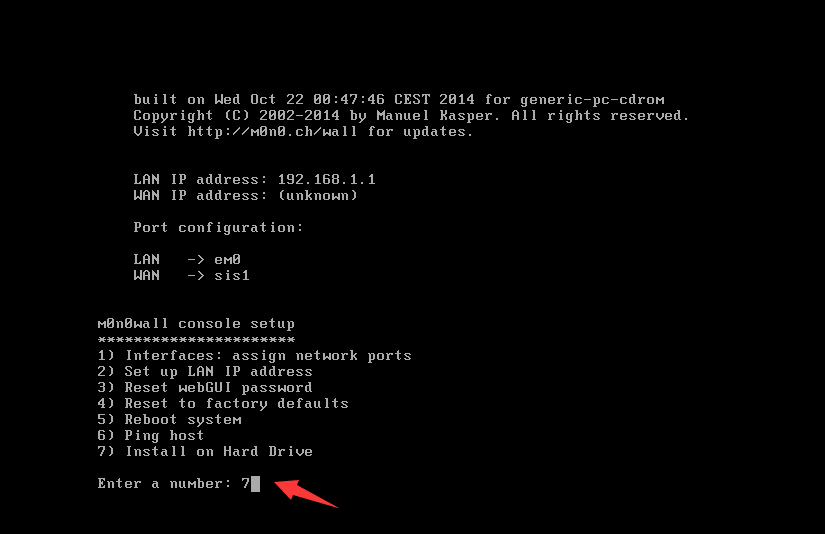 built on Wed Oct 22 00:47:46 CEST 2014 for generic-pc-cdrom
Copyright (C) 2002-2014 by Manuel Kasper. All rights reserved.
Visit http://m0n0.ch/wall for updates.
LAN IP address: 192.168.1.1
WAN IP address: (unknown)
Port configuration:
LAN   -> em0
WAN   -> sis1
m0n0wall console setup
**********************
1) Interfaces: assign network ports
2) Set up LAN IP address
3) Reset webGUI password
4) Reset to factory defaults
5) Reboot system
6) Ping host
7) Install on Hard Drive
Enter a number: 7